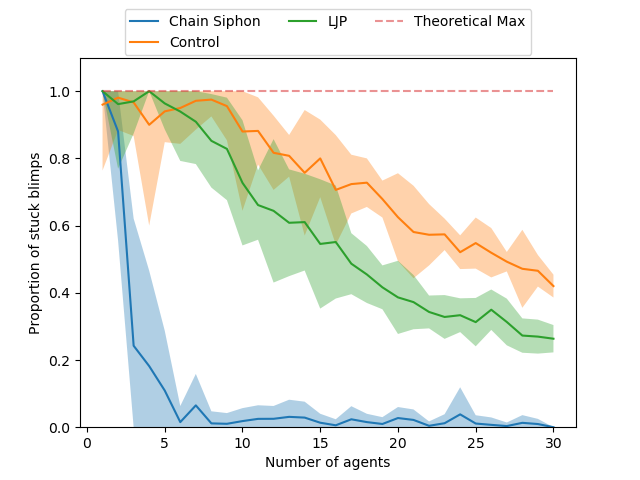 Chain Siphon
Control
LJP
Theoretical Max
Proportion of stuck blimps
1.0
0.8
0.6
0.4
0.2
0.0
0 5 10 15 20 25 30
Number of agents